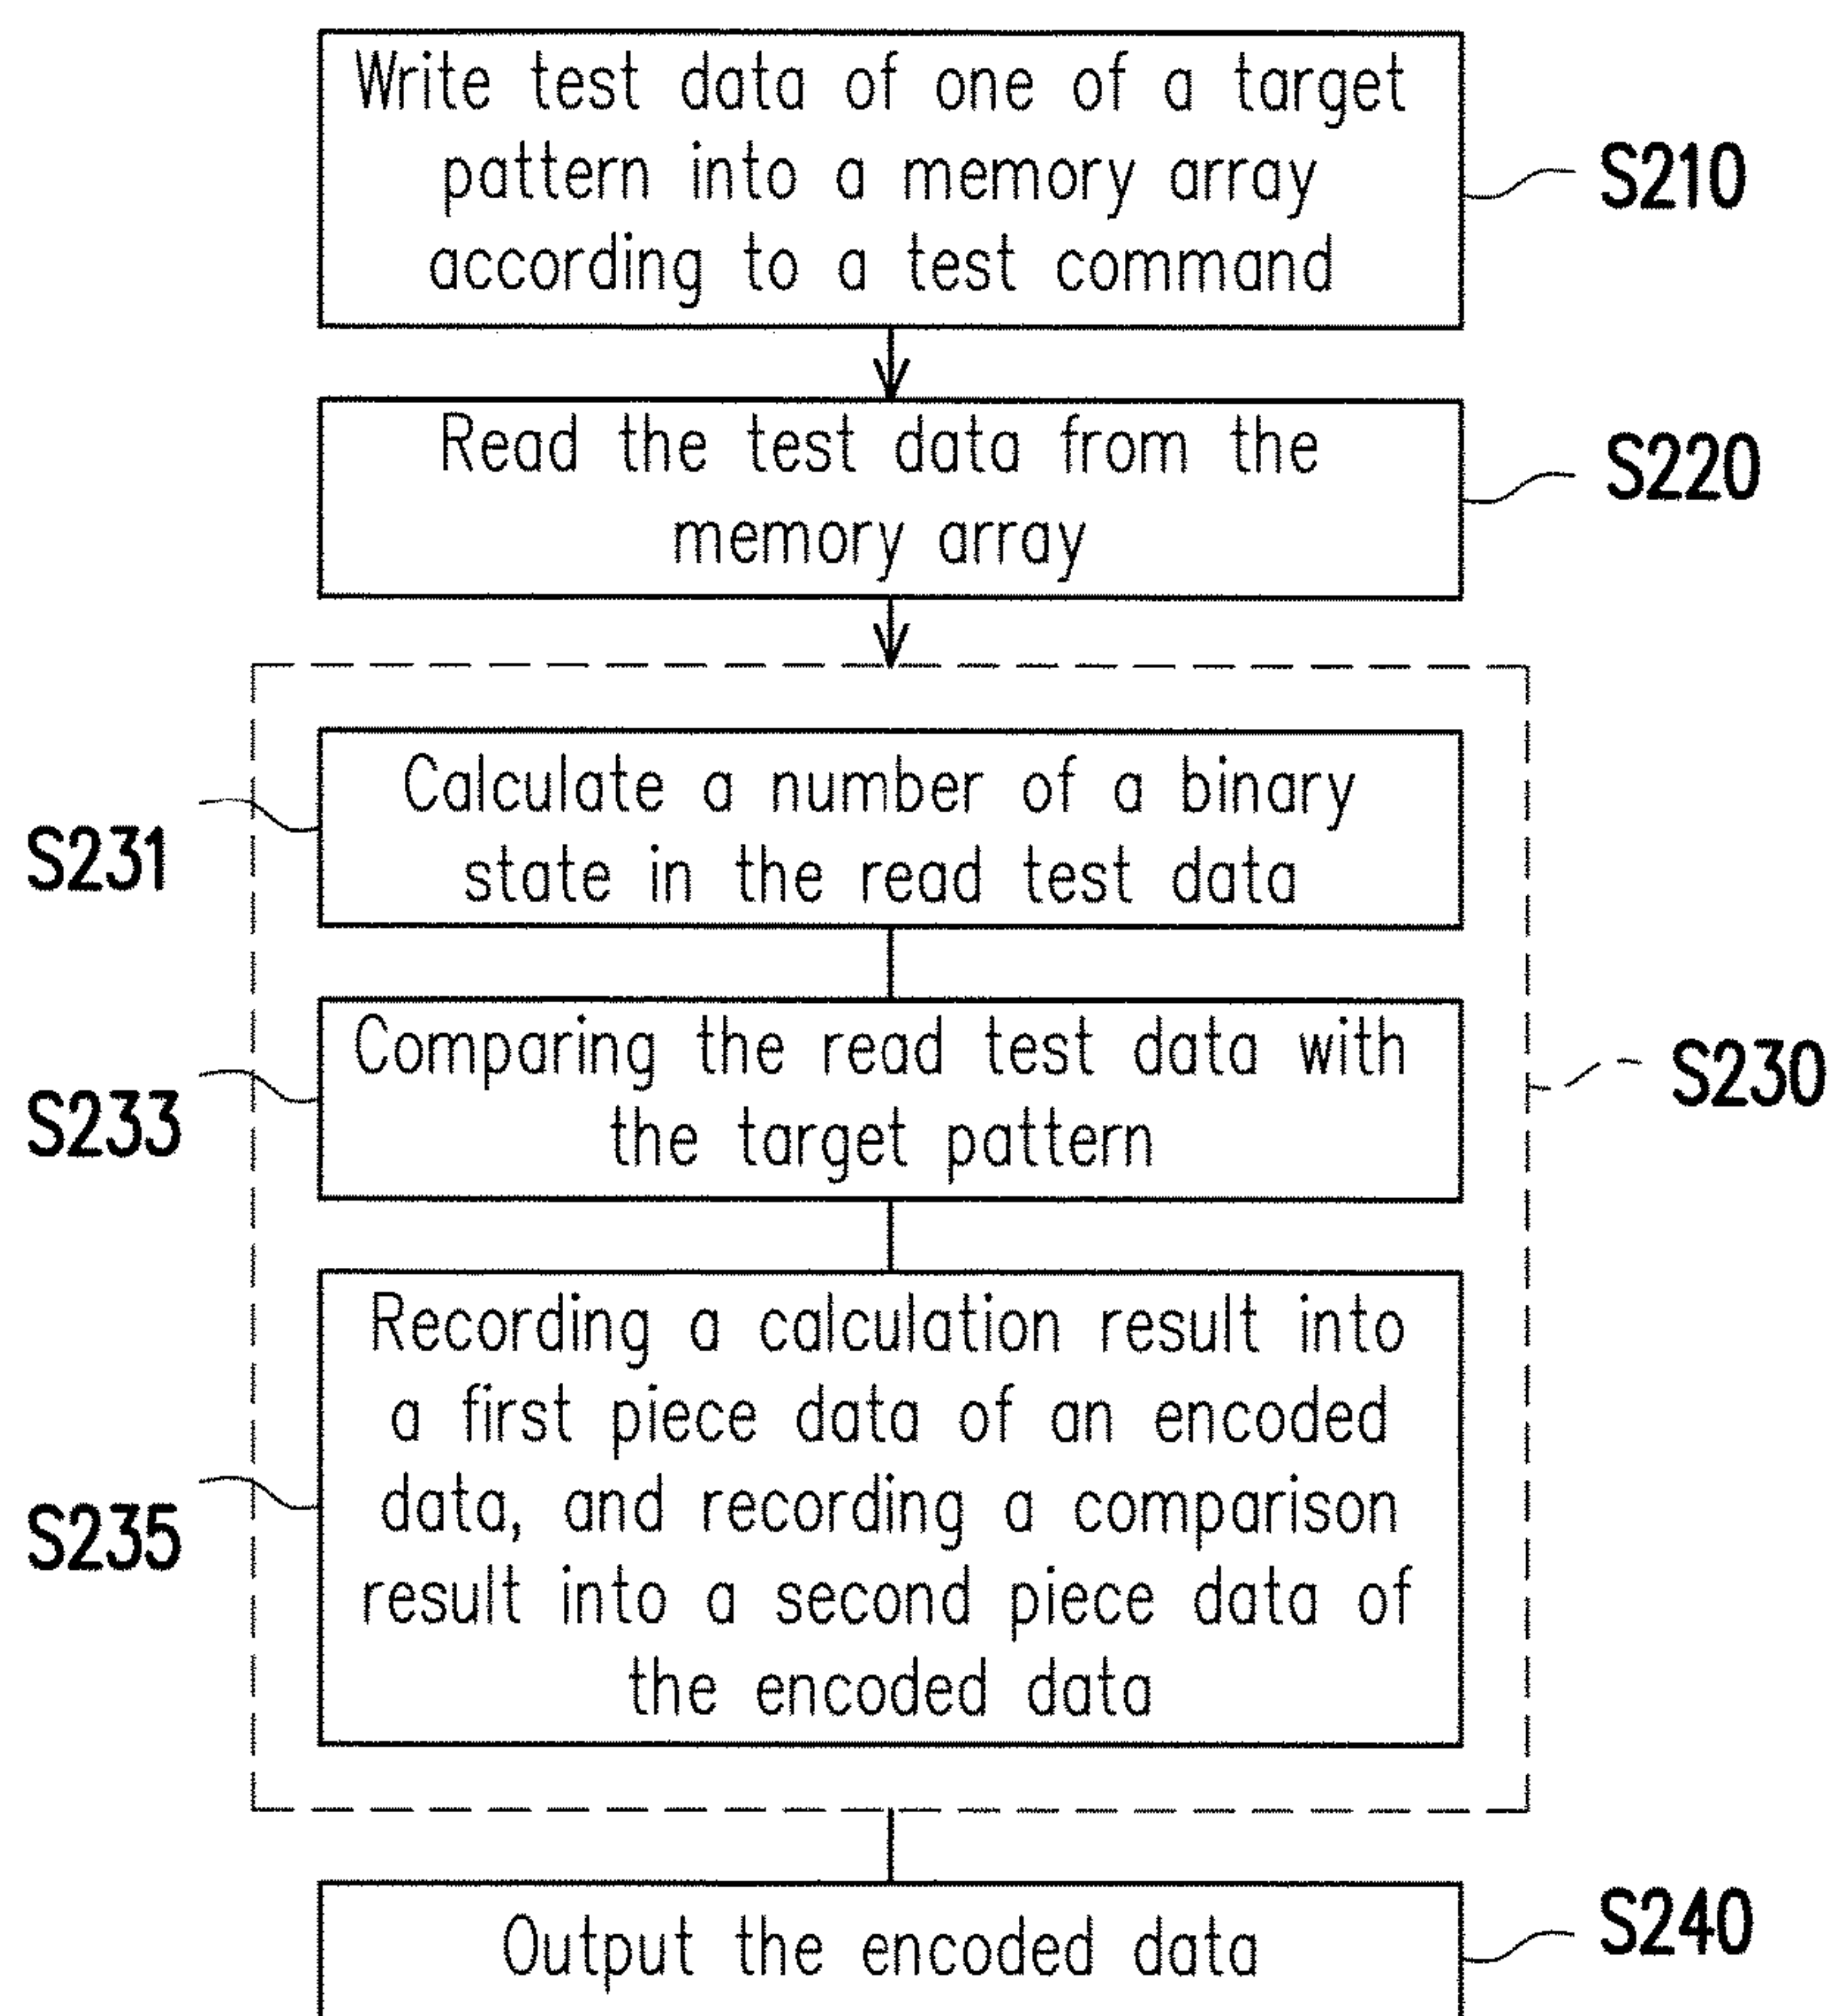 Write test data of one of a target
pattern into a memory array
according to a test command
S210
Read the test data from the
memory array
S220
Calculate a number of a binary
state in the read test data
S231
Comparing the read test data with
the target pattern
S233
S230
Recording a calculation result into
a first piece data of an encoded
data, and recording a comparison
result into a second piece data of
the encoded data
S235
Output the encoded data
S240